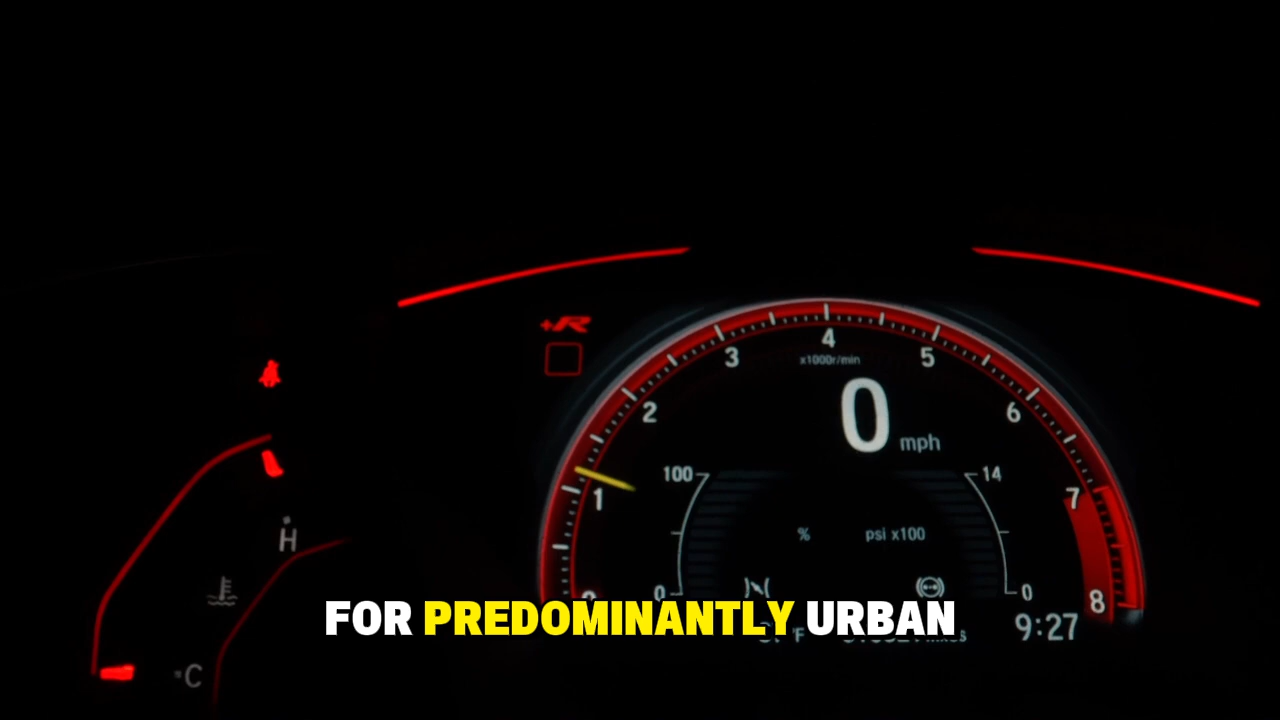 +R
4
3
5
x1000r/min
2
0
6
mph
100
14
1
7
%
psi x100
H
0
0
8
FOR PREDOMINANTLY URBAN
9:27
°C